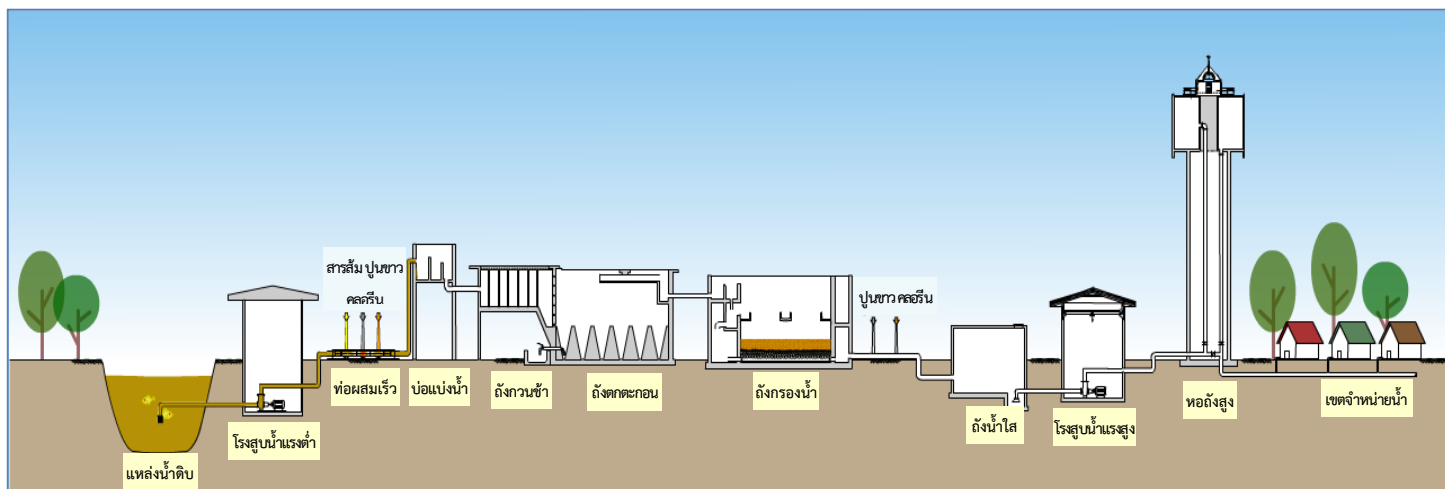 แหล่งน้ำดิบ
โรงสูบน้ำแรงต่ำ
สารส้ม ปูนขาว
คลอรีน
ท่อผสมเร็ว
บ่อแบ่งน้ำ
ถังกวนช้า
ถังตกตะกอน
ถังกรองน้ำ
ปูนขาว คลอรีน
ถังน้ำใส
โรงสูบน้ำแรงสูง
หอถังสูง
เขตจำหน่ายน้ำ